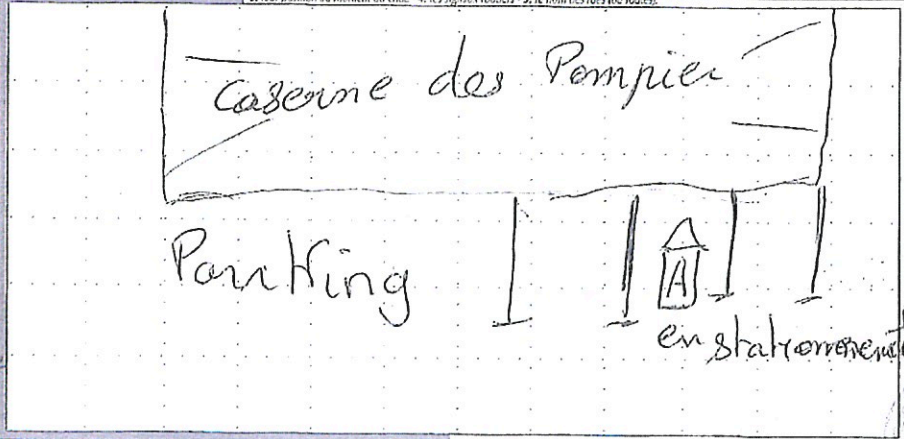 Caserne des Pompier
Parking
A
en stationnement